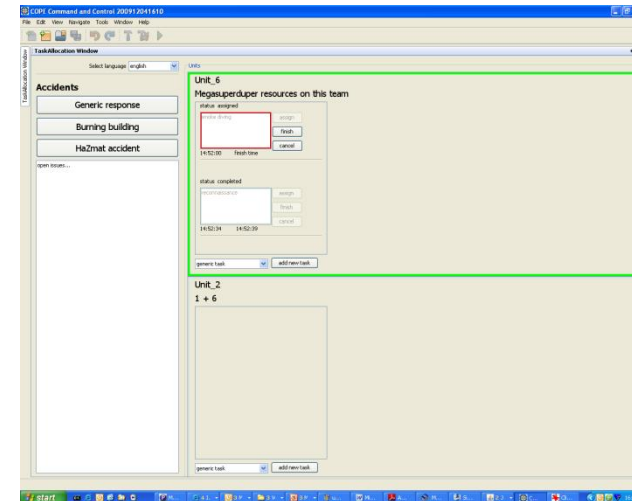 COPE Command and Control 200912041610
File Edit View Navigate Tools Window Help
TaskAllocation Window
TaskAllocation Window
Select language english
Units
Accidents
Generic response
Burning building
HaZmat accident
open issues...
Unit_6
Megasuperduper resources on this team
status assigned
smoke diving
assign
finish
cancel
14:52:00 finish time
status completed
reconnaissance
assign
finish
cancel
14:52:34 14:52:39
generic task add new task
Unit_2
1 + 6
generic task add new task
start